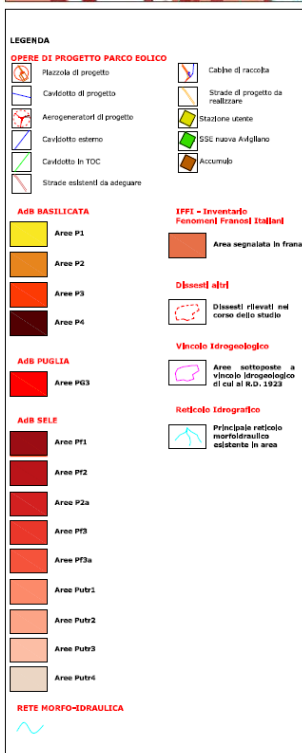 LEGENDA
OPERE DI PROGETTO PARCO EOLICO
Piazzola di progetto
Cavidotto di progetto
Aerogeneratori di progetto
Cavidotto esterno
Cavidotto in TOC
Strade esistenti da adeguare
Cabine di raccolta
Strade di progetto da
realizzare
Stazione utente
SSE nuova Avigliano
Accumulo
AdB BASILICATA
Aree P1
Aree P2
Aree P3
Aree P4
AdB PUGLIA
Aree PG3
AdB SELE
Aree Pf1
Aree Pf2
Aree P2a
Aree Pf3
Aree Pf3a
Aree Putr1
Aree Putr2
Aree Putr3
Aree Putr4
RETE MORFO-IDRAULICA
IFFI - Inventario
Fenomeni Franosi Italiani
Area segnalata in frana
Dissesti altri
Dissesti rilevati nel
corso dello studio
Vincolo Idrogeologico
Aree sottoposte a
vincolo idrogeologico
di cui al R.D. 1923
Reticolo Idrografico
Principale reticolo
morfoidraulico
esistente in area